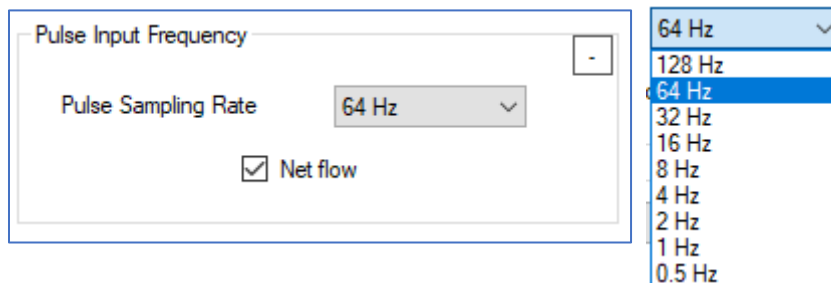 Pulse Input Frequency
-
Pulse Sampling Rate
64 Hz
Net flow
64 Hz
128 Hz
64 Hz
32 Hz
16 Hz
8 Hz
4 Hz
2 Hz
1 Hz
0.5 Hz